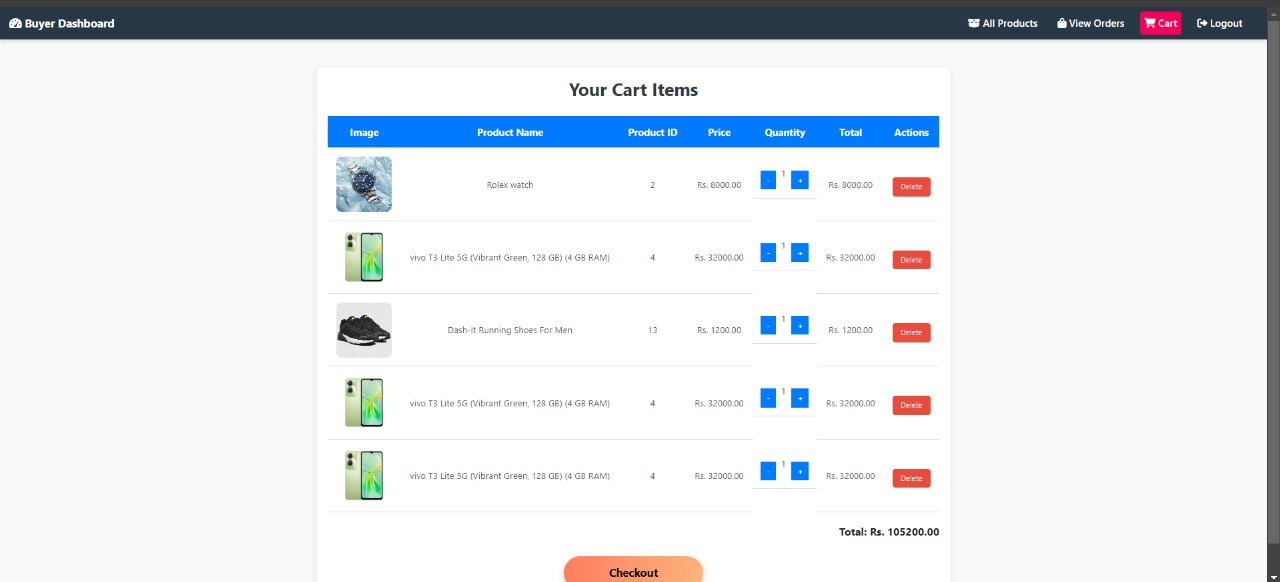 Buyer Dashboard All Products View Orders Cart Logout
Your Cart Items
Image Product Name Product ID Price Quantity Total Actions
Rolex watch 2 Rs. 8000.00 - 1 + Rs. 8000.00 Delete
vivo T3 Lite 5G (Vibrant Green, 128 GB) (4 GB RAM) 4 Rs. 32000.00 - 1 + Rs. 32000.00 Delete
Dash-It Running Shoes For Men 13 Rs. 1200.00 - 1 + Rs. 1200.00 Delete
vivo T3 Lite 5G (Vibrant Green, 128 GB) (4 GB RAM) 4 Rs. 32000.00 - 1 + Rs. 32000.00 Delete
vivo T3 Lite 5G (Vibrant Green, 128 GB) (4 GB RAM) 4 Rs. 32000.00 - 1 + Rs. 32000.00 Delete
Total: Rs. 105200.00
Checkout